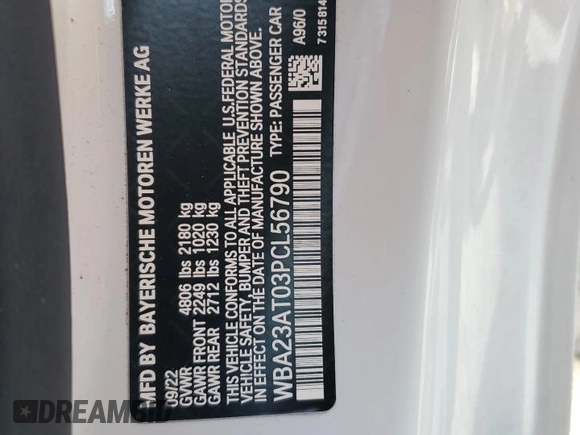 MFD BY BAYERISCHE MOTOREN WERKE AG
09/22
GVWR 4806 lbs 2180 kg
GAWR FRONT 2249 lbs 1020 kg
GAWR REAR 2712 lbs 1230 kg
THIS VEHICLE CONFORMS TO ALL APPLICABLE U.S.FEDERAL MOTOR
VEHICLE SAFETY, BUMPER AND THEFT PREVENTION STANDARDS
IN EFFECT ON THE DATE OF MANUFACTURE SHOWN ABOVE.
WBA23AT03PCL56790 TYPE: PASSENGER CAR
A96/0
7315814
DREAMBID